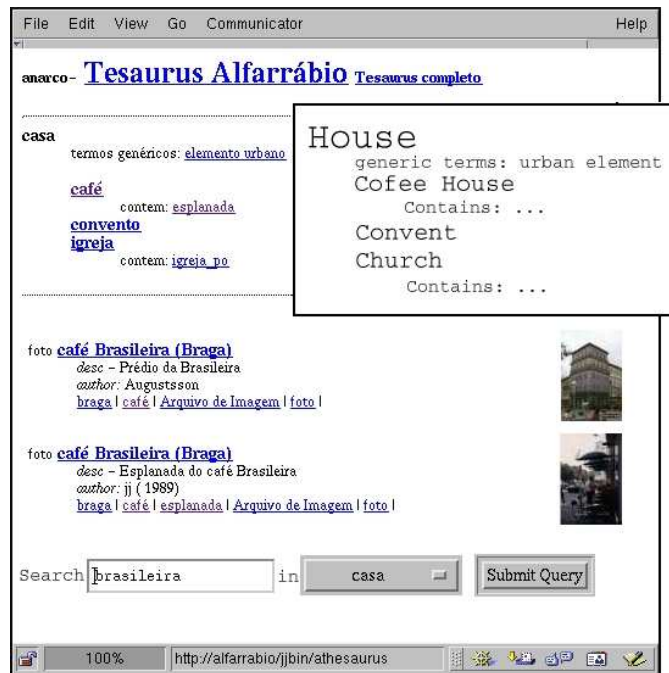 File Edit View Go Communicator Help
anarco- Tesaurus Alfarrábio Tesaurus completo
casa
termos genéricos: elemento urbano
café
contem: esplanada
convento
igreja
contem: igreja_po
House
generic terms: urban element
Cofee House
Contains: ...
Convent
Church
Contains: ...
foto café Brasileira (Braga)
desc – Prédio da Brasileira
author: Augustsson
braga | café | Arquivo de Imagem | foto |
foto café Brasileira (Braga)
desc – Esplanada do café Brasileira
author: jj ( 1989)
braga | café | esplanada | Arquivo de Imagem | foto |
Search brasileira in casa Submit Query
100% http://alfarrabio/jjbin/athesaurus